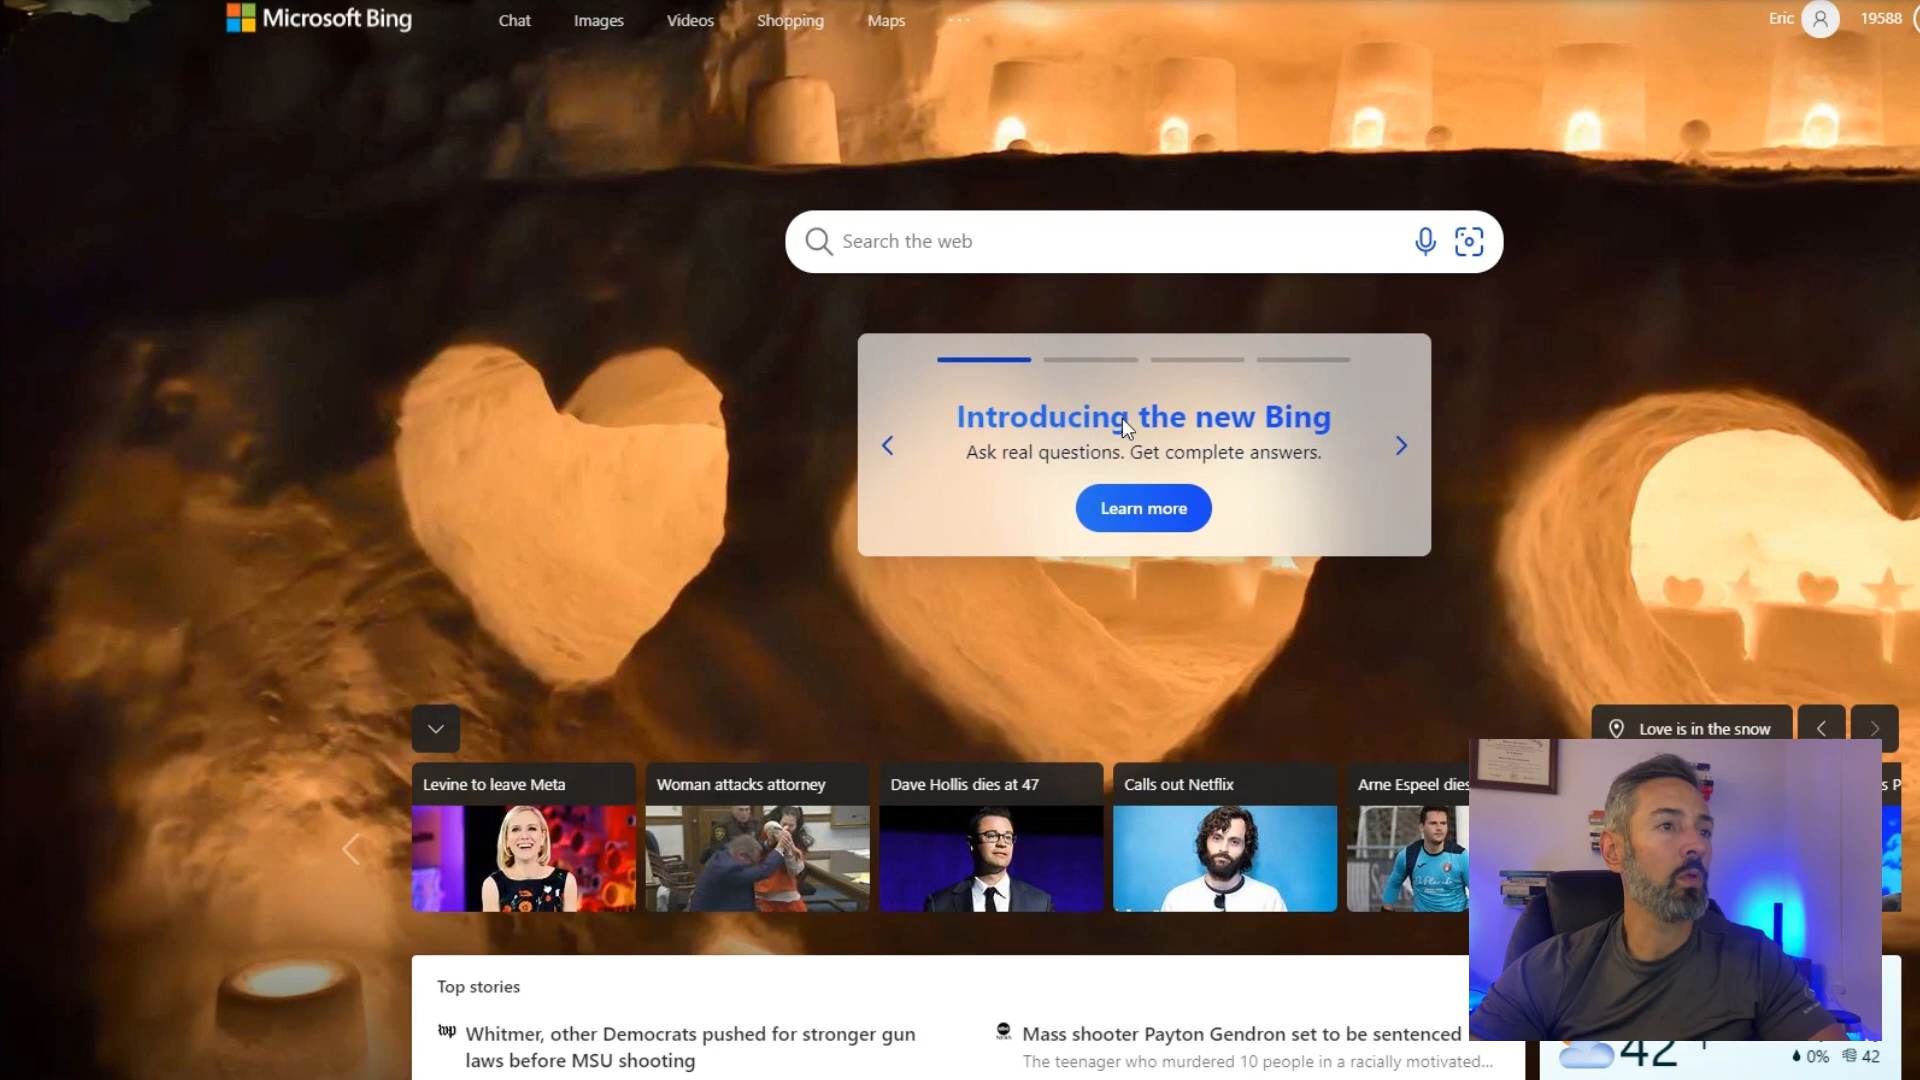 Microsoft Bing
Chat
Images
Videos
Shopping
Maps
Eric
19588
Search the web
Introducing the new Bing
Ask real questions. Get complete answers.
Learn more
Love is in the snow
Levine to leave Meta
Woman attacks attorney
Dave Hollis dies at 47
Calls out Netflix
Arne Espeel dies
Top stories
Whitmer, other Democrats pushed for stronger gun
laws before MSU shooting
Mass shooter Payton Gendron set to be sentenced
The teenager who murdered 10 people in a racially motivated...
42
0%
42